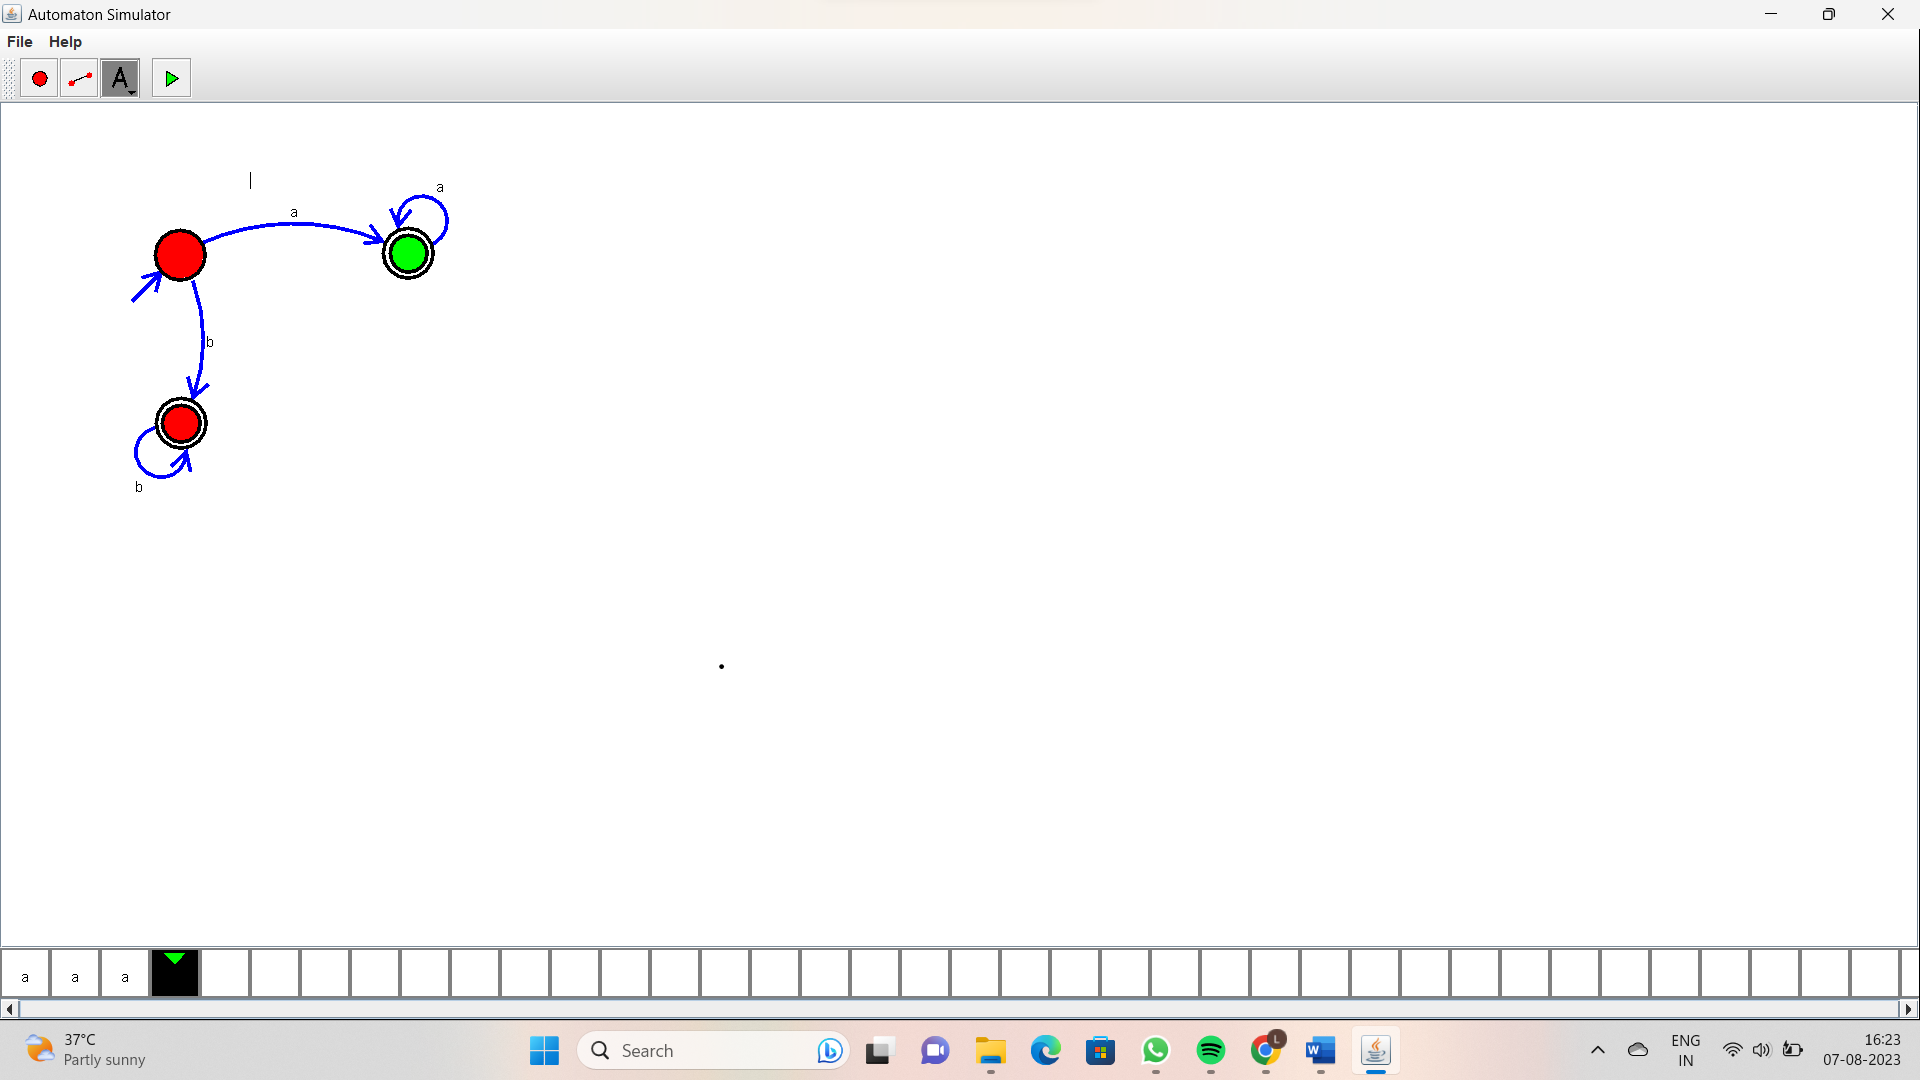 Automaton Simulator
File Help
A
a
a
b
b
a a a
37°C
Partly sunny
Search
L
W
ENG
IN
16:23
07-08-2023